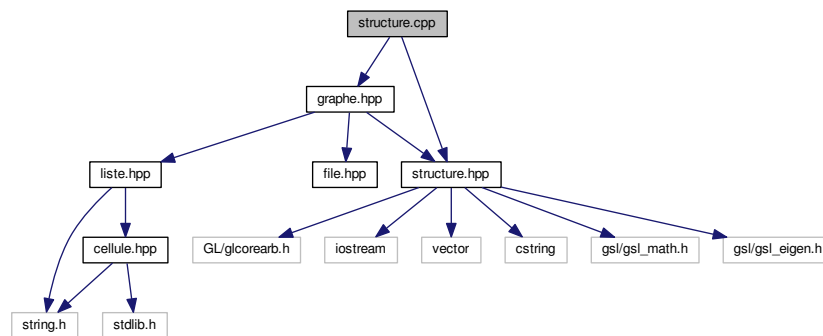 structure.cpp
graphe.hpp
liste.hpp
file.hpp
structure.hpp
cellule.hpp
GL/glcorearb.h
iostream
vector
cstring
gsl/gsl_math.h
gsl/gsl_eigen.h
string.h
stdlib.h